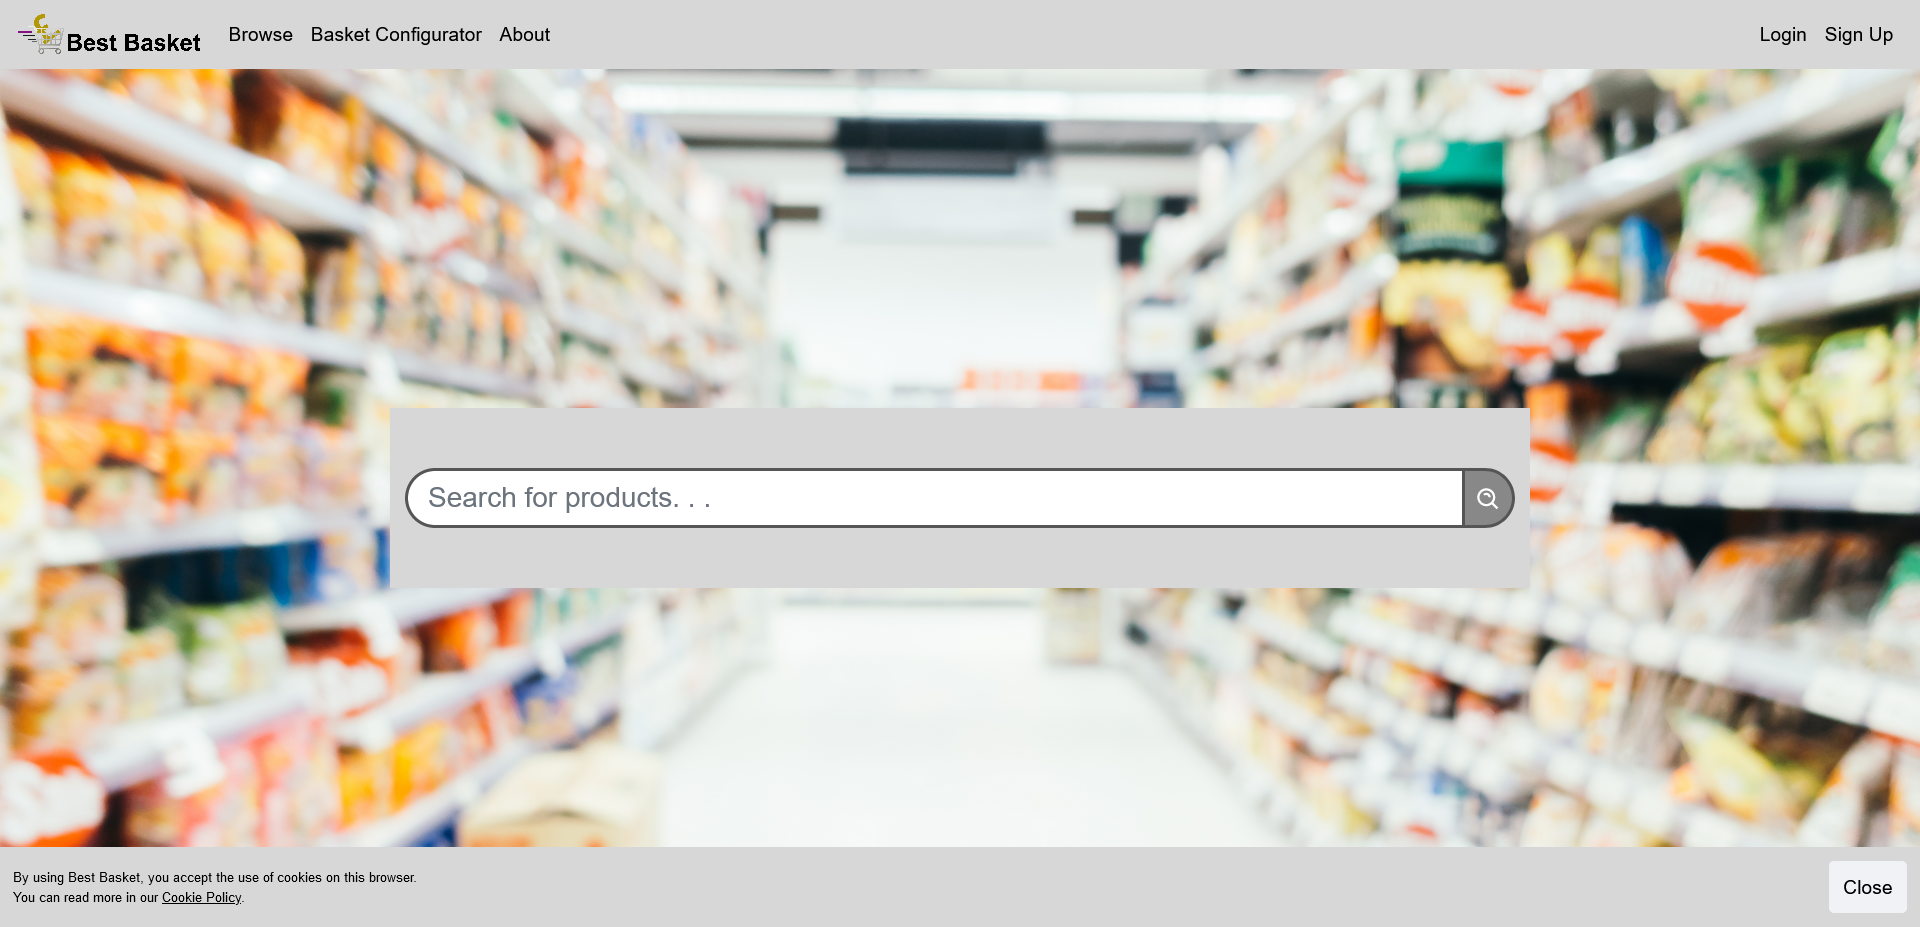 Best Basket
Browse
Basket Configurator
About
Login
Sign Up
Search for products. . .
By using Best Basket, you accept the use of cookies on this browser.
You can read more in our Cookie Policy.
Close